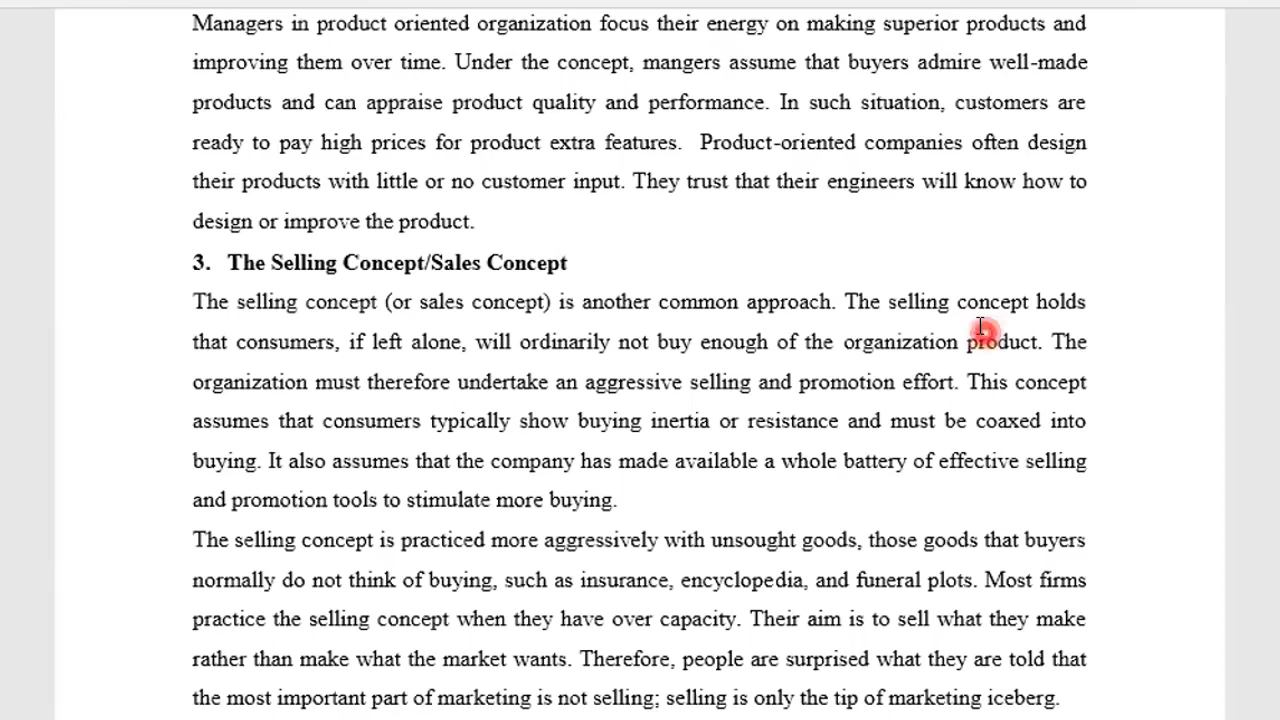 Managers in product oriented organization focus their energy on making superior products and
improving them over time. Under the concept, mangers assume that buyers admire well-made
products and can appraise product quality and performance. In such situation, customers are
ready to pay high prices for product extra features. Product-oriented companies often design
their products with little or no customer input. They trust that their engineers will know how to
design or improve the product.
3. The Selling Concept/Sales Concept
The selling concept (or sales concept) is another common approach. The selling concept holds
that consumers, if left alone, will ordinarily not buy enough of the organization product. The
organization must therefore undertake an aggressive selling and promotion effort. This concept
assumes that consumers typically show buying inertia or resistance and must be coaxed into
buying. It also assumes that the company has made available a whole battery of effective selling
and promotion tools to stimulate more buying.
The selling concept is practiced more aggressively with unsought goods, those goods that buyers
normally do not think of buying, such as insurance, encyclopedia, and funeral plots. Most firms
practice the selling concept when they have over capacity. Their aim is to sell what they make
rather than make what the market wants. Therefore, people are surprised what they are told that
the most important part of marketing is not selling; selling is only the tip of marketing iceberg.